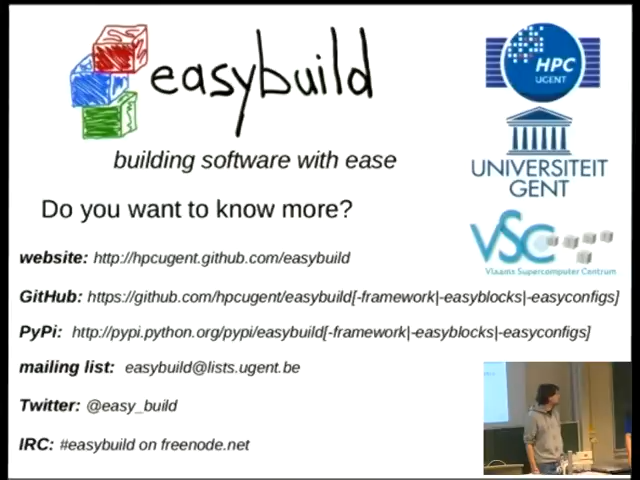 easybuild
building software with ease
HPC
UGENT
UNIVERSITEIT
GENT
VSC
Vlaams Supercomputer Centrum
Do you want to know more?
website: http://hpcugent.github.com/easybuild
GitHub: https://github.com/hpcugent/easybuild[-framework|-easyblocks|-easyconfigs]
PyPi: http://pypi.python.org/pypi/easybuild[-framework|-easyblocks|-easyconfigs]
mailing list: easybuild@lists.ugent.be
Twitter: @easy_build
IRC: #easybuild on freenode.net